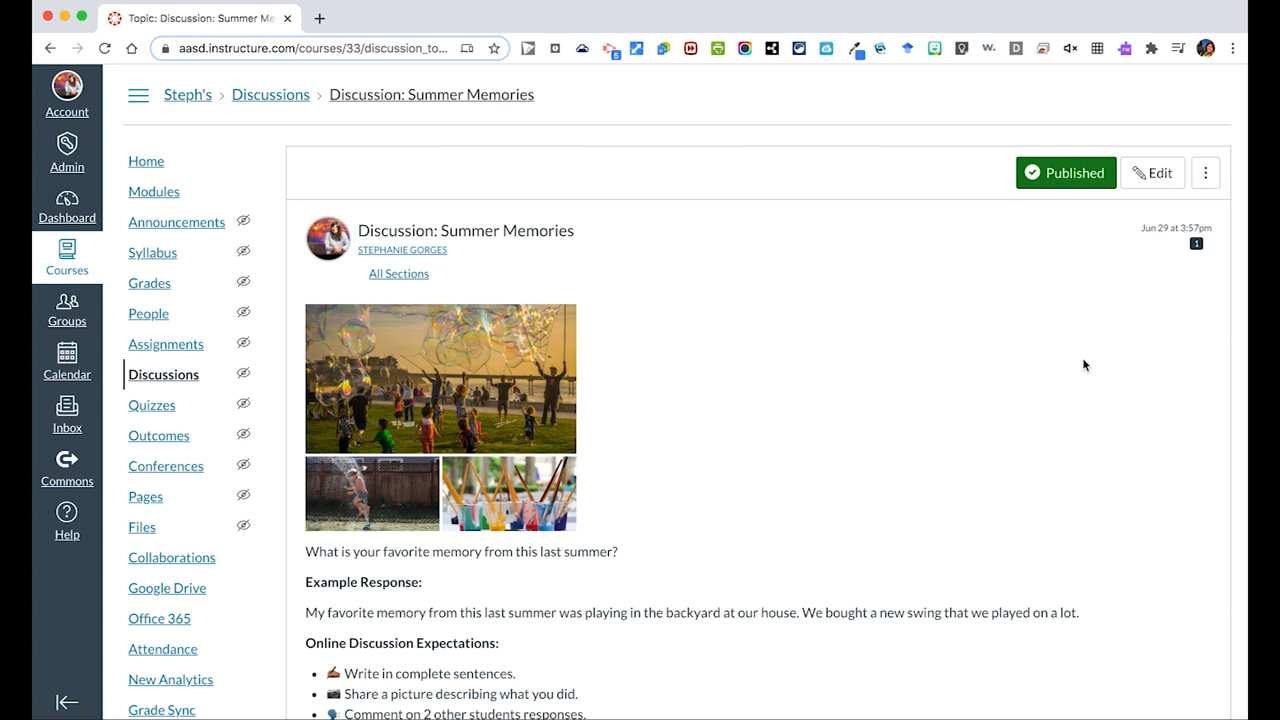 Topic: Discussion: Summer Me
aasd.instructure.com/courses/33/discussion_to...
5
W.
D
Account
Admin
Dashboard
Courses
Groups
Calendar
Inbox
Commons
Help
Steph's › Discussions › Discussion: Summer Memories
Home
Modules
Announcements
Syllabus
Grades
People
Assignments
Discussions
Quizzes
Outcomes
Conferences
Pages
Files
Collaborations
Google Drive
Office 365
Attendance
New Analytics
Grade Sync
Published
Edit
Discussion: Summer Memories
STEPHANIE GORGES
All Sections
Jun 29 at 3:57pm
1
What is your favorite memory from this last summer?
Example Response:
My favorite memory from this last summer was playing in the backyard at our house. We bought a new swing that we played on a lot.
Online Discussion Expectations:
• ✍️ Write in complete sentences.
• 📷 Share a picture describing what you did.
• 🗣️ Comment on 2 other students responses.